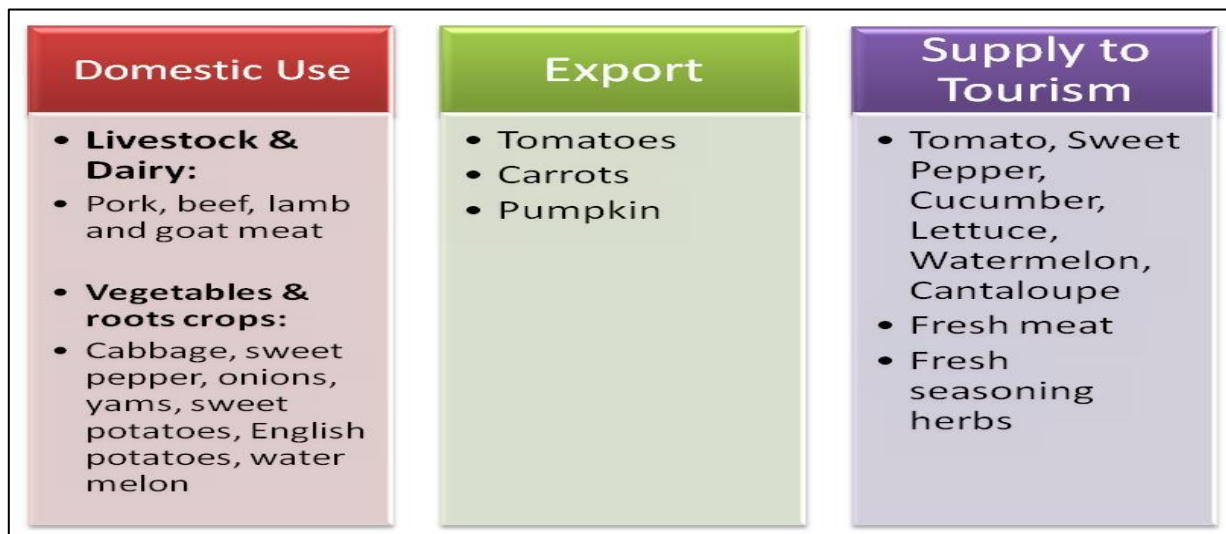 Domestic Use
• Livestock &
Dairy:
• Pork, beef, lamb
and goat meat
• Vegetables &
roots crops:
• Cabbage, sweet
pepper, onions,
yams, sweet
potatoes, English
potatoes, water
melon
Export
• Tomatoes
• Carrots
• Pumpkin
Supply to
Tourism
• Tomato, Sweet
Pepper,
Cucumber,
Lettuce,
Watermelon,
Cantaloupe
• Fresh meat
• Fresh
seasoning
herbs